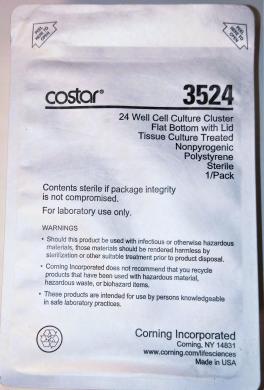 costar® 3524
24 Well Cell Culture Cluster
Flat Bottom with Lid
Tissue Culture Treated
Nonpyrogenic
Polystyrene
Sterile
1/Pack
Contents sterile if package integrity
is not compromised.
For laboratory use only.
WARNINGS
• Should this product be used with infectious or otherwise hazardous
materials, those materials should be rendered harmless by
sterilization or other suitable treatment prior to product disposal.
• Corning Incorporated does not recommend that you recycle
products that have been used with hazardous material,
hazardous waste, or biohazard items.
• These products are intended for use by persons knowledgeable
in safe laboratory practices.
Corning Incorporated
Corning, NY 14831
www.corning.com/lifesciences
Made in USA